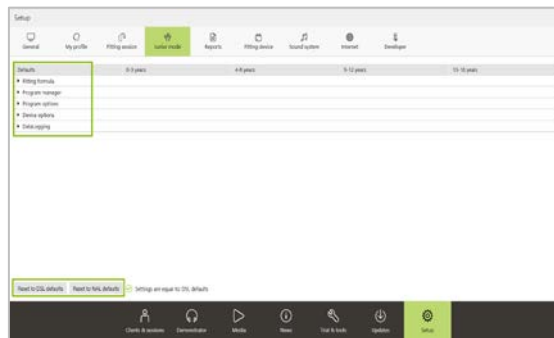 Setup
General My profile Fitting session Junior mode Reports Fitting device Sound system Internet Developer
Defaults 0-3 years 4-8 years 9-12 years 13-18 years
Fitting formula
Program manager
Program options
Device options
DataLogging
Reset to DSL defaults Reset to NAL defaults Settings are equal to DSL defaults
Clients & sessions Demonstrator Media News Trial & tools Updates Setup